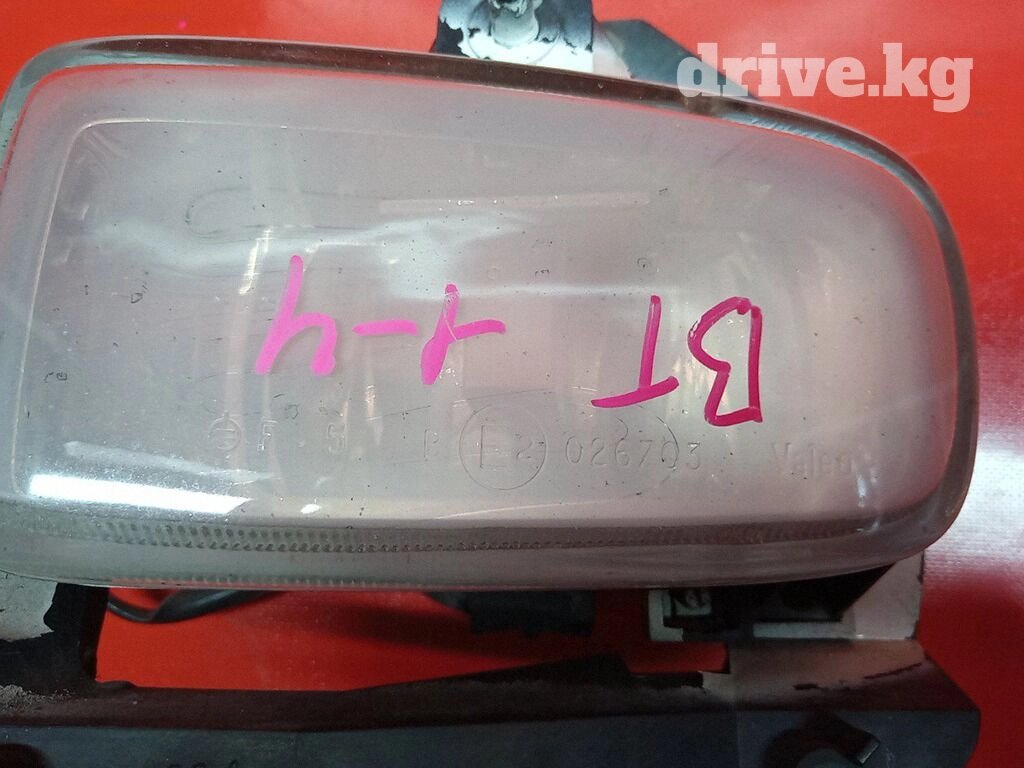 drive.kg
BT 1-4
F S P E2 026703 Valeo